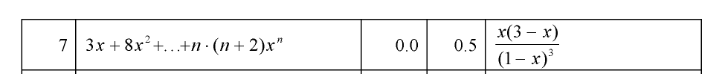 7 3x + 8x² +...+n · (n + 2)xⁿ 0.0 0.5 x(3 − x)
(1 − x)³